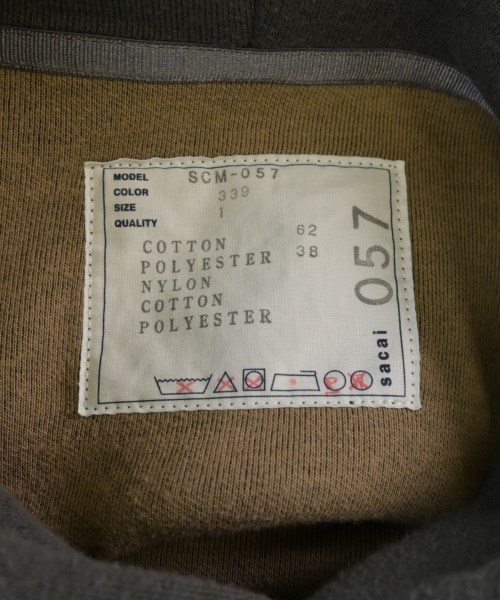 MODEL SCM-057
COLOR 339
SIZE 1
QUALITY
COTTON 62
POLYESTER 38
NYLON
COTTON
POLYESTER
sacai 057
P